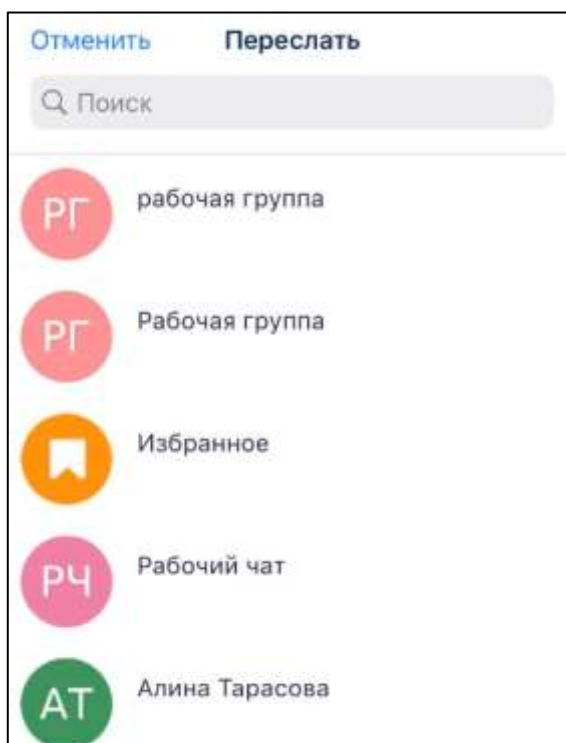 Отменить Переслать
Поиск
РГ рабочая группа
РГ Рабочая группа
Избранное
РЧ Рабочий чат
АТ Алина Тарасова